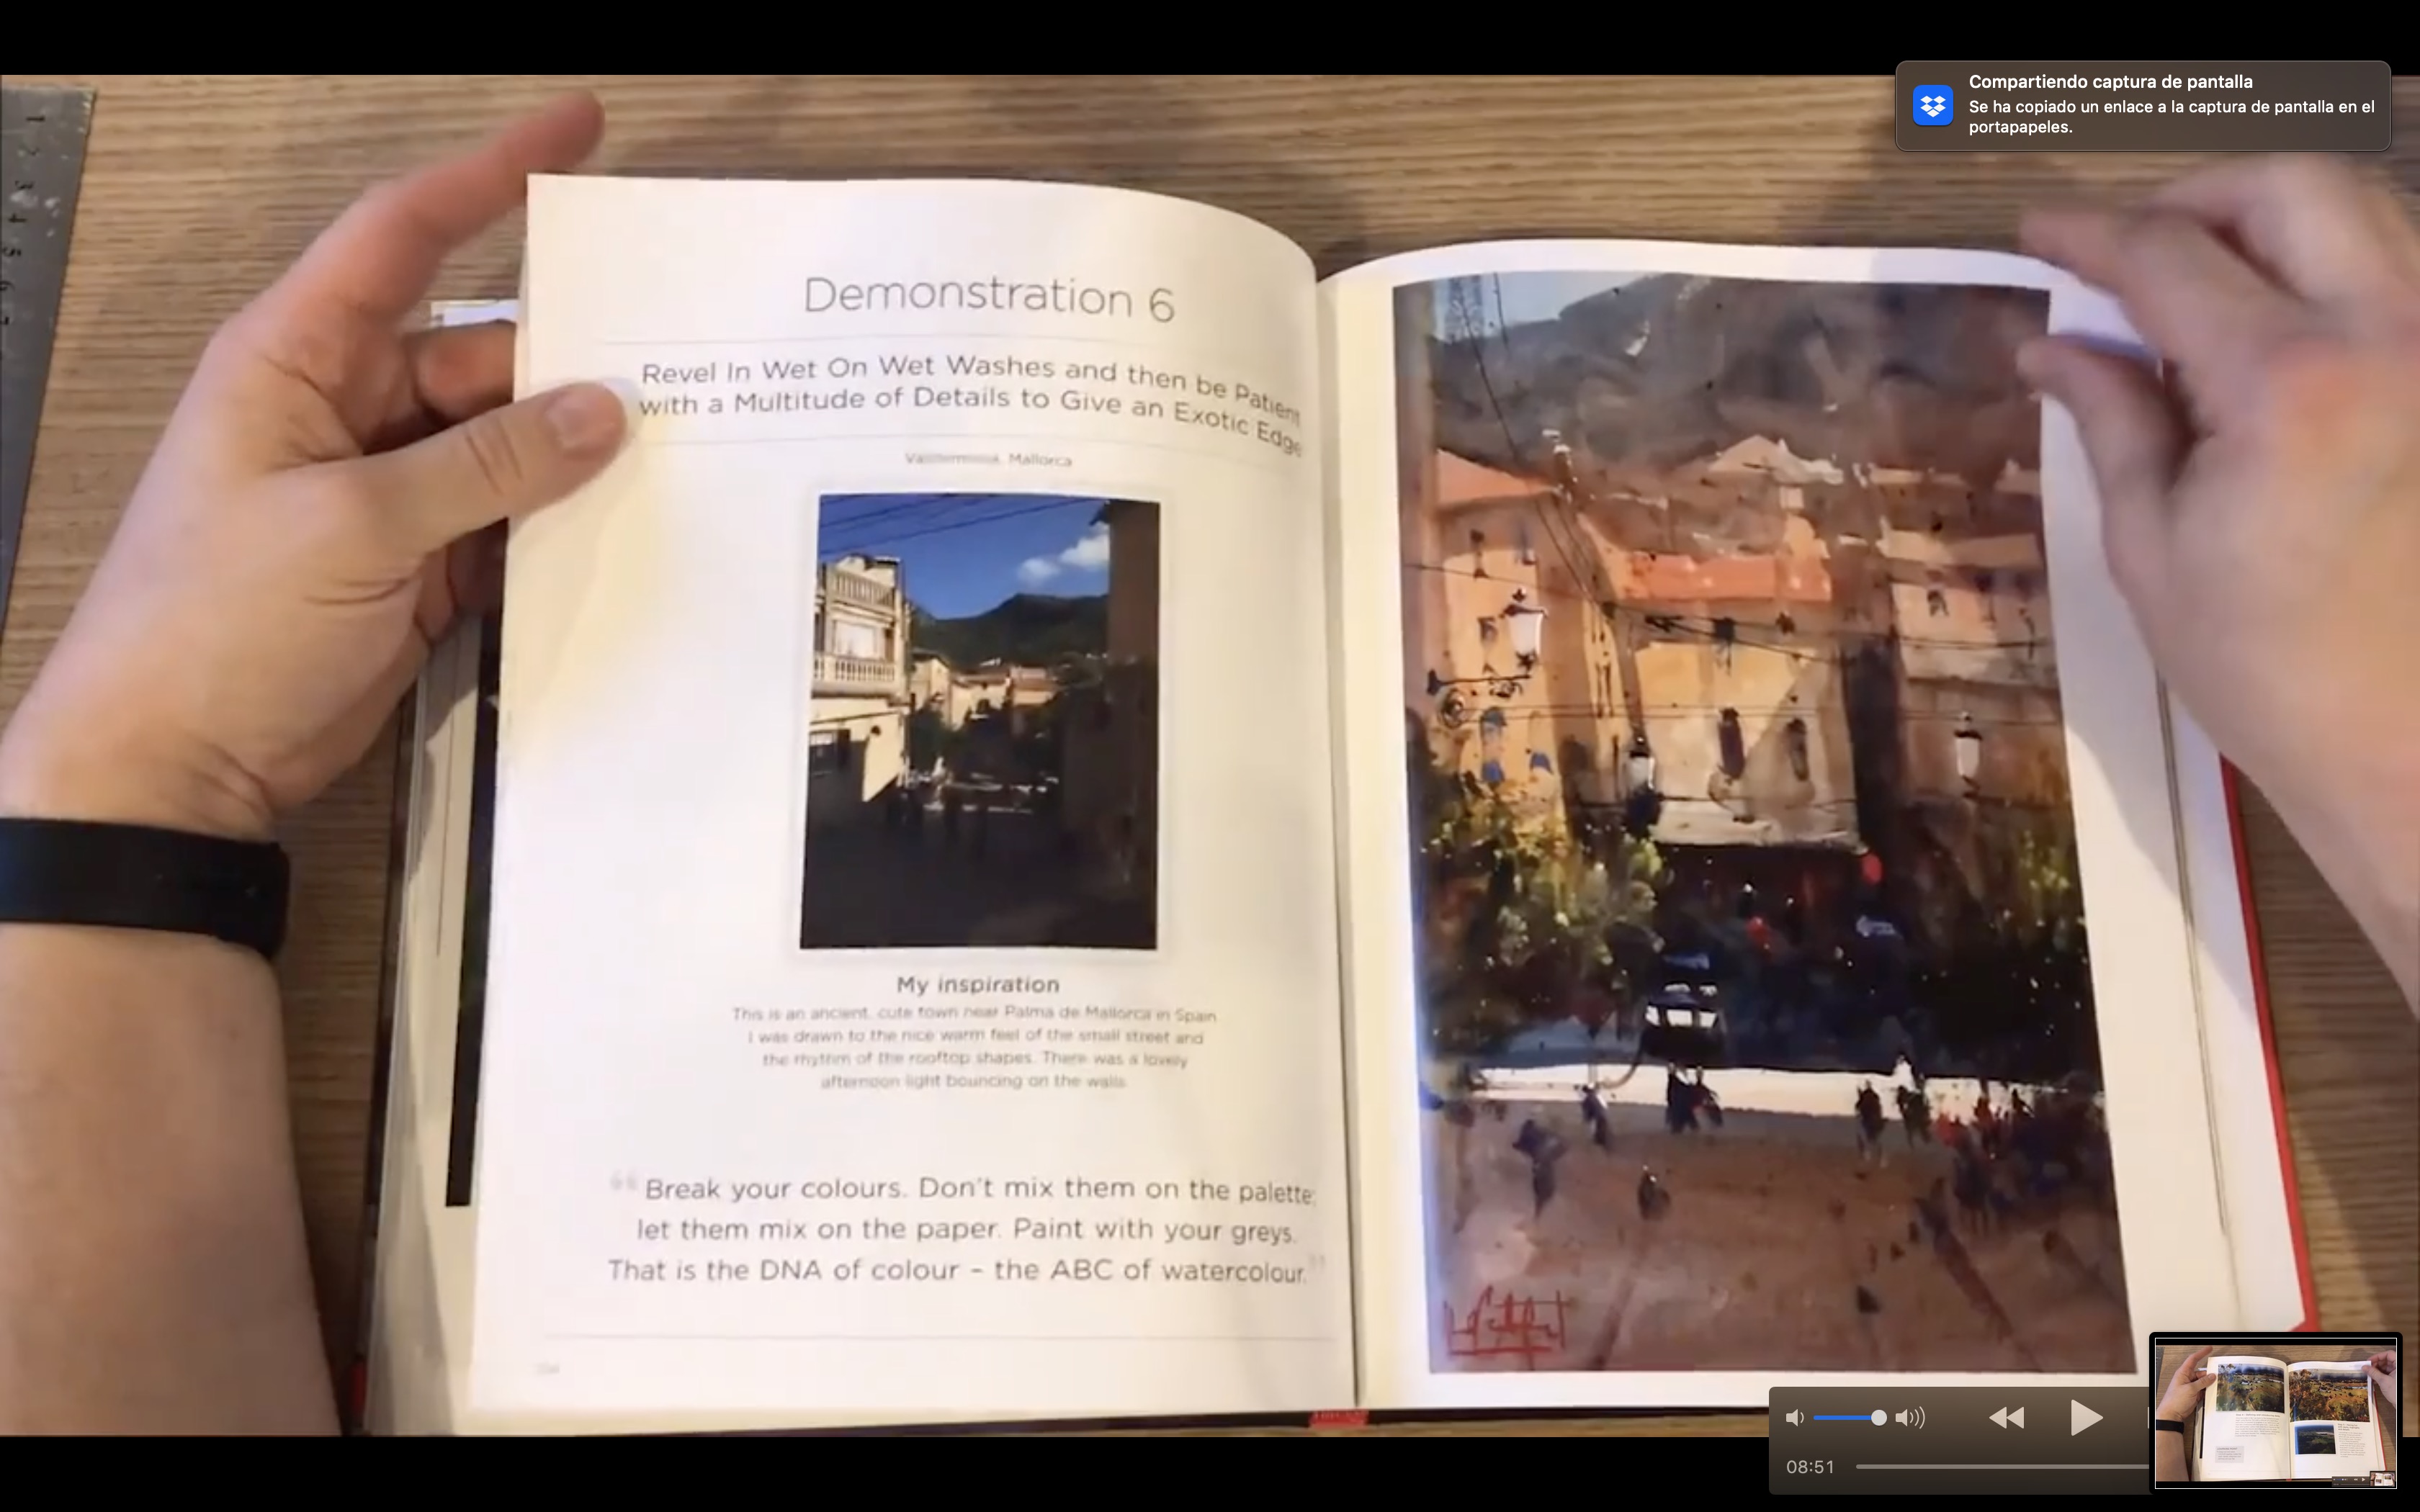 Compartiendo captura de pantalla
Se ha copiado un enlace a la captura de pantalla en el
portapapeles.
Demonstration 6
Revel In Wet On Wet Washes and then be Patient
with a Multitude of Details to Give an Exotic Edge
Mallorca
My inspiration
This is an ancient, cute town near Palma de Mallorca in Spain
I was drawn to the nice warm feel of the small street and
the rhythm of the rooftop shapes. There was a lovely
afternoon light bouncing on the walls.
“Break your colours. Don't mix them on the palette;
let them mix on the paper. Paint with your greys.
That is the DNA of colour – the ABC of watercolour.”
08:51